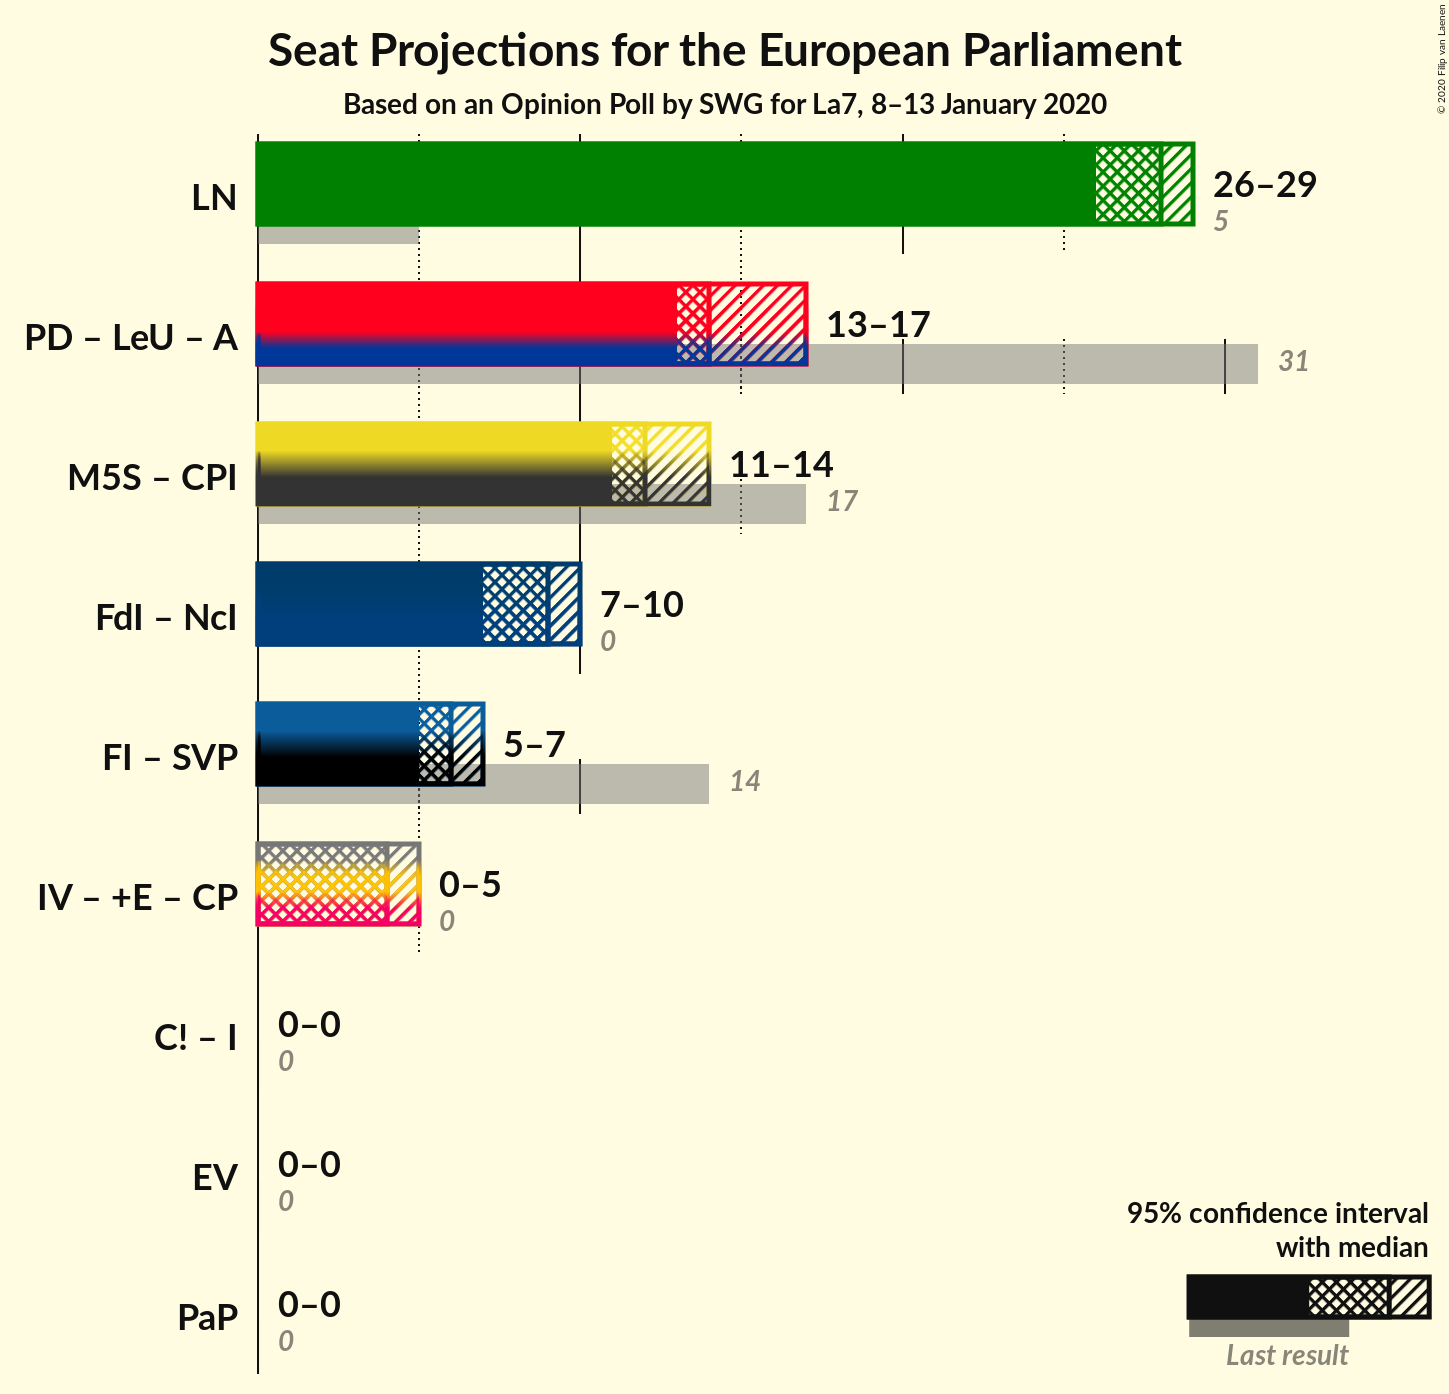 Seat Projections for the European Parliament
Based on an Opinion Poll by SWG for La7, 8–13 January 2020
© 2020 Filip van Laenen
LN
26–29
5
PD – LeU – A
13–17
31
M5S – CPI
11–14
17
FdI – NcI
7–10
0
FI – SVP
5–7
14
IV – +E – CP
0–5
0
C! – I
0–0
0
EV
0–0
0
PaP
0–0
0
95% confidence interval
with median
Last result